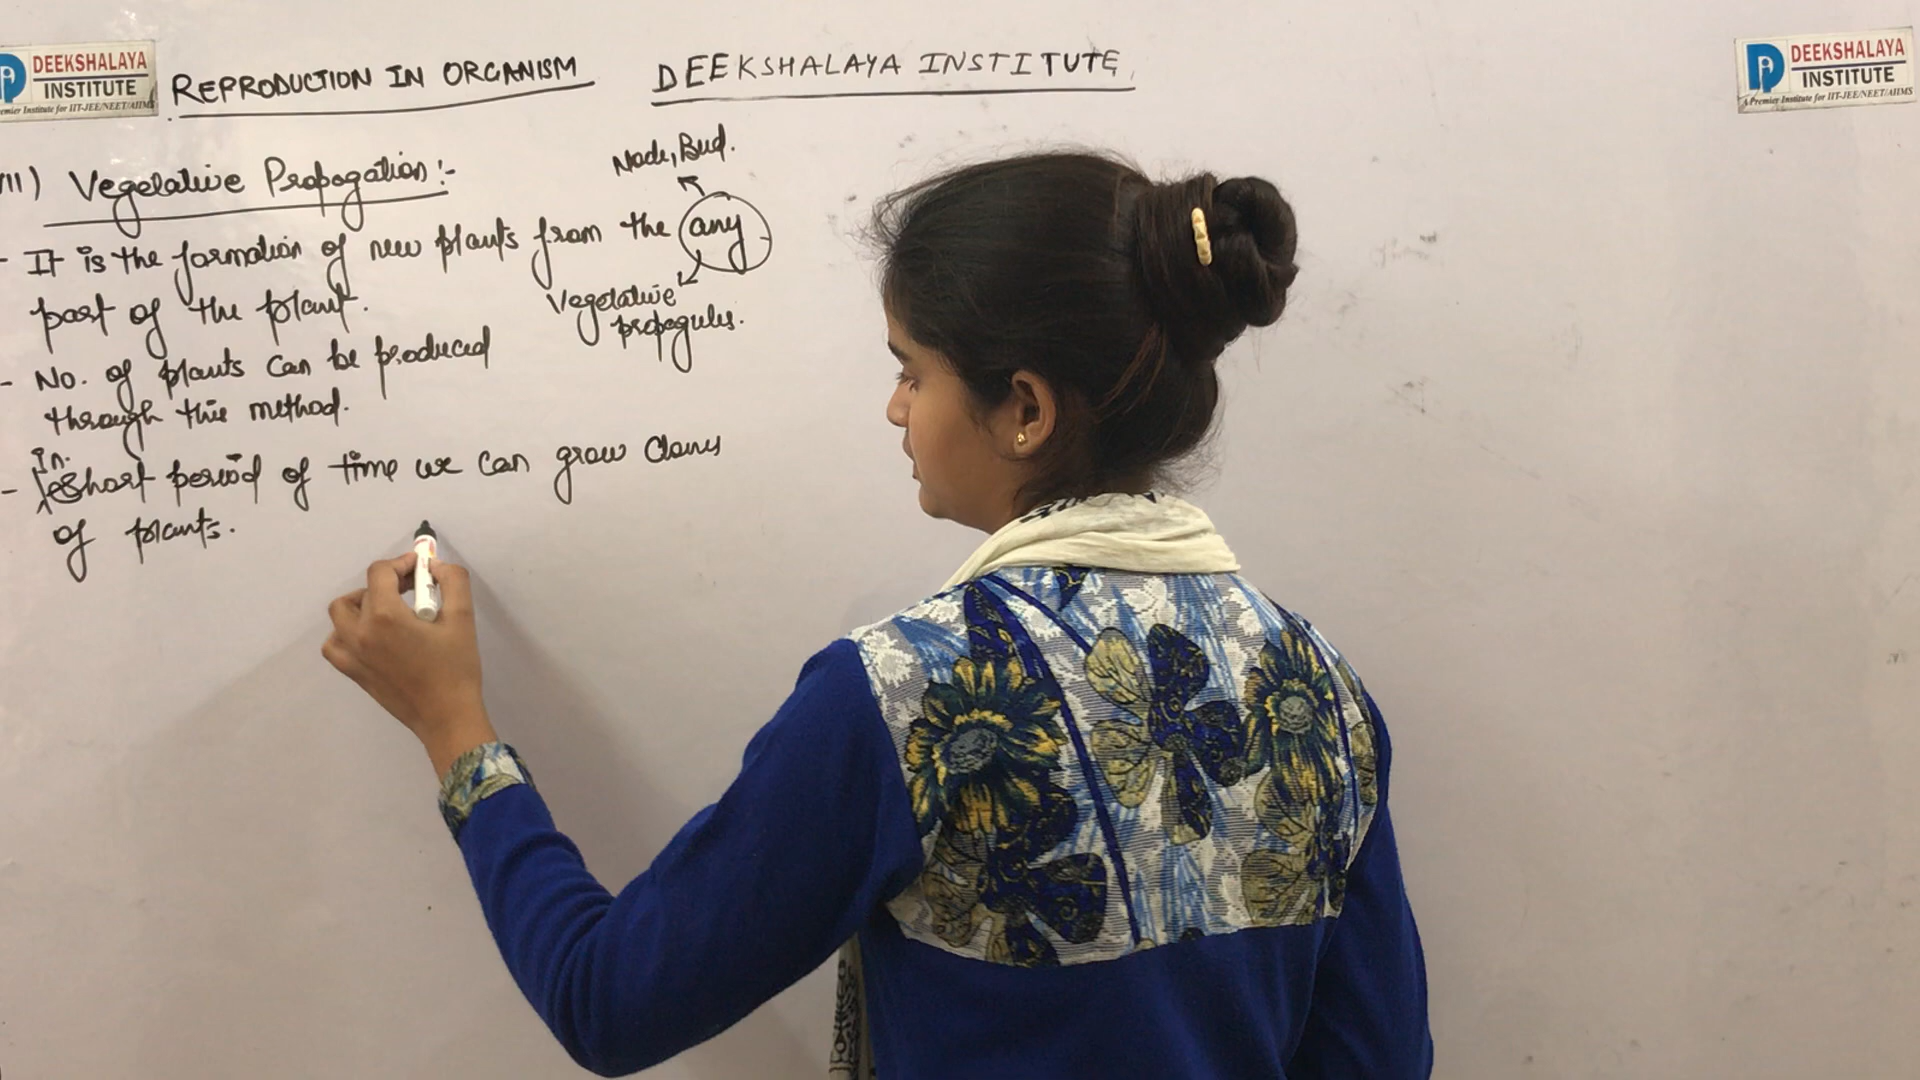 DEEKSHALAYA
INSTITUTE
emier Institute for IIT-JEE/NEET/AIIMS
REPRODUCTION IN ORGANISM
DEEKSHALAYA INSTITUTE
DEEKSHALAYA
INSTITUTE
A Premier Institute for IIT-JEE/NEET/AIIMS
VII) Vegetative Propogation:-
Node, Bud.
- It is the formation of new plants from the any
part of the plant.
Vegetative
propogules.
- No. of plants can be produced
through this method.
In.
- short period of time we can grow clones
of plants.